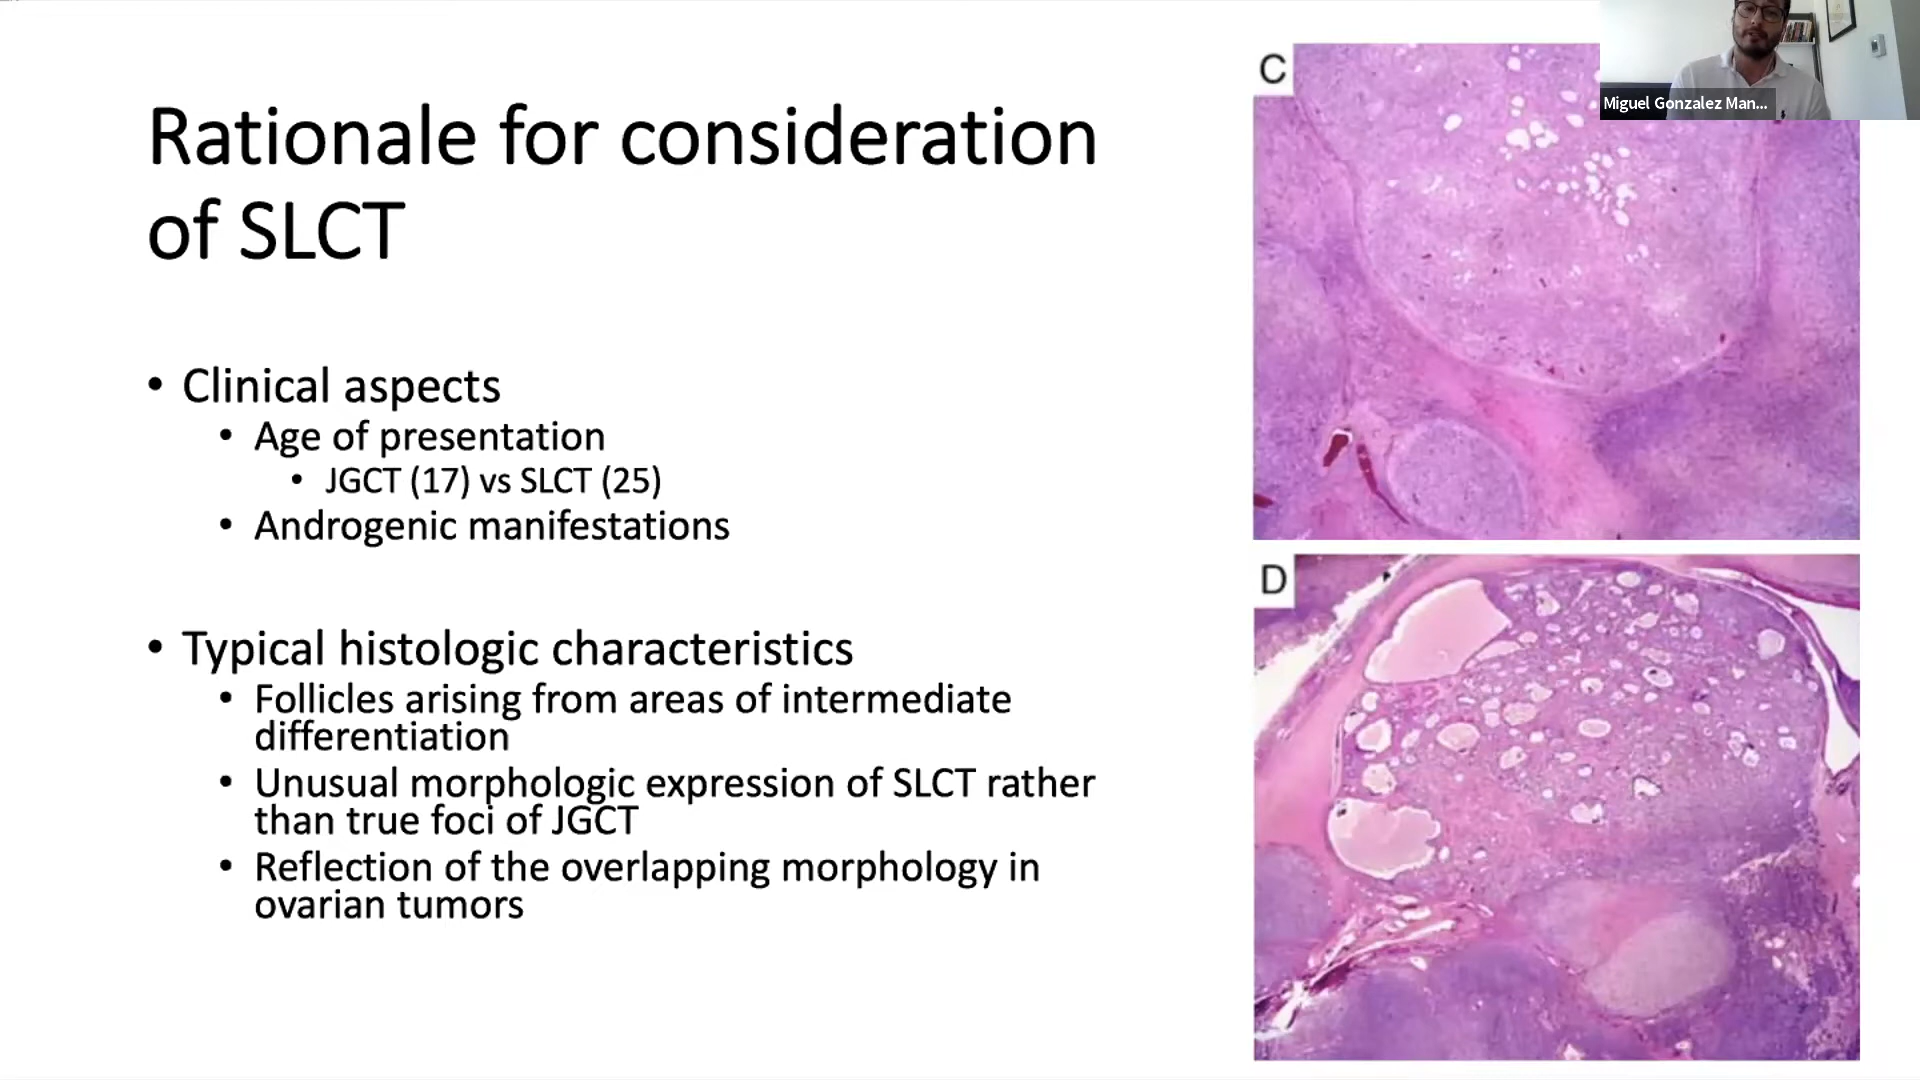 Rationale for consideration
of SLCT
• Clinical aspects
• Age of presentation
• JGCT (17) vs SLCT (25)
• Androgenic manifestations
• Typical histologic characteristics
• Follicles arising from areas of intermediate
differentiation
• Unusual morphologic expression of SLCT rather
than true foci of JGCT
• Reflection of the overlapping morphology in
ovarian tumors
C
D
Miguel Gonzalez Man...